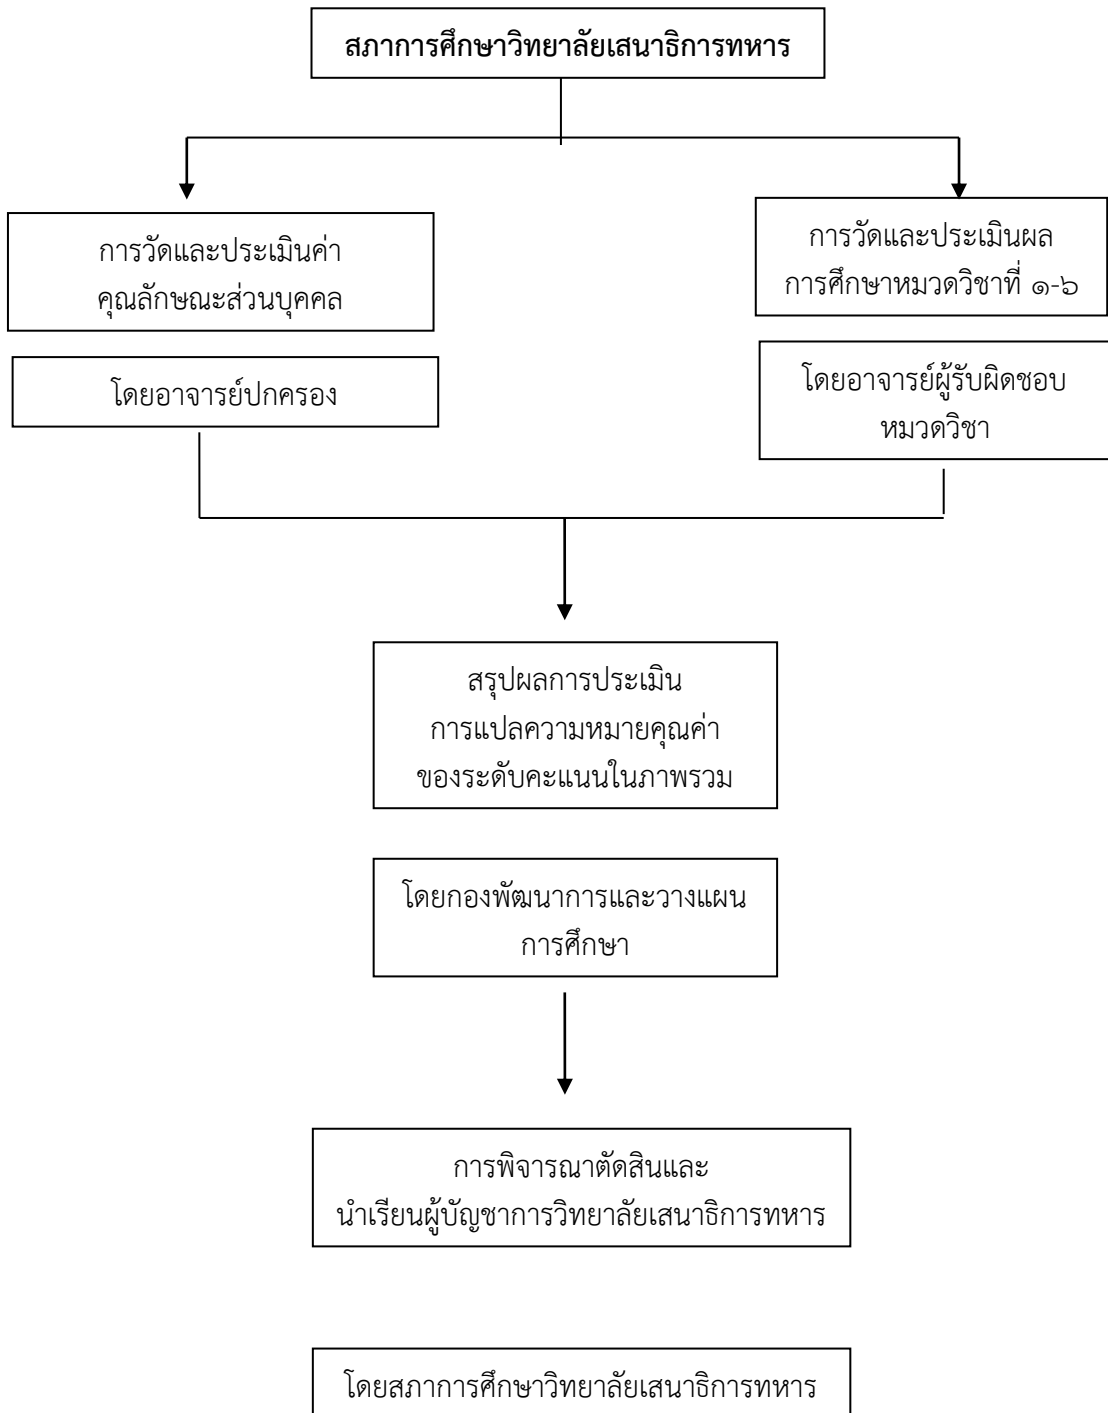 สภาการศึกษาวิทยาลัยเสนาธิการทหาร
การวัดและประเมินค่า
คุณลักษณะส่วนบุคคล
โดยอาจารย์ปกครอง
การวัดและประเมินผล
การศึกษาหมวดวิชาที่ ๑-๖
โดยอาจารย์ผู้รับผิดชอบ
หมวดวิชา
สรุปผลการประเมิน
การแปลความหมายคุณค่า
ของระดับคะแนนในภาพรวม
โดยกองพัฒนาการและวางแผน
การศึกษา
การพิจารณาตัดสินและ
นำเรียนผู้บัญชาการวิทยาลัยเสนาธิการทหาร
โดยสภาการศึกษาวิทยาลัยเสนาธิการทหาร